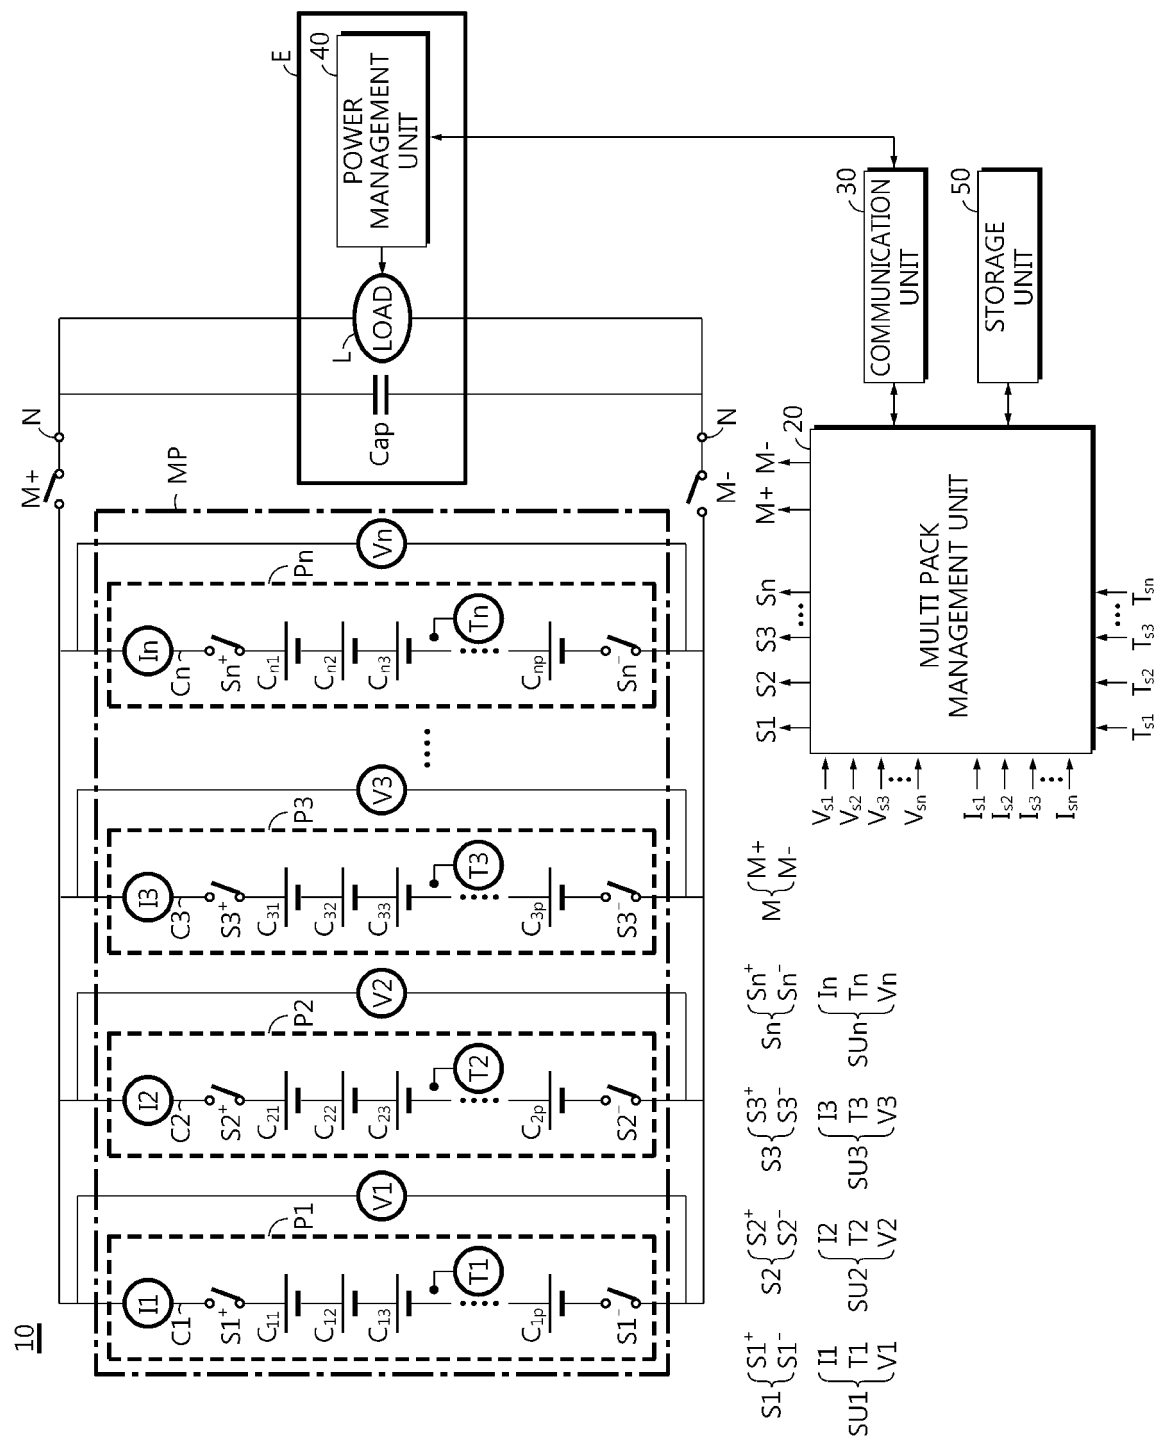 10
M+
N
E
40
POWER
MANAGEMENT
UNIT
L
LOAD
Cap
M-
N
MP
P1
I1
C1
S1+
C11
C12
C13
T1
C1p
S1-
V1
P2
I2
C2
S2+
C21
C22
C23
T2
C2p
S2-
V2
P3
I3
C3
S3+
C31
C32
C33
T3
C3p
S3-
V3
Pn
In
Cn
Sn+
Cn1
Cn2
Cn3
Tn
Cnp
Sn-
Vn
S1 S2 S3 Sn M+ M-
20
MULTI PACK
MANAGEMENT UNIT
Vs1
Vs2
Vs3
Vsn
Is1
Is2
Is3
Isn
Ts1 Ts2 Ts3 Tsn
30
COMMUNICATION
UNIT
50
STORAGE
UNIT
S1 S1+
S1-
S2 S2+
S2-
S3 S3+
S3-
Sn Sn+
Sn-
M M+
M-
SU1 I1
T1
V1
SU2 I2
T2
V2
SU3 I3
T3
V3
SUn In
Tn
Vn